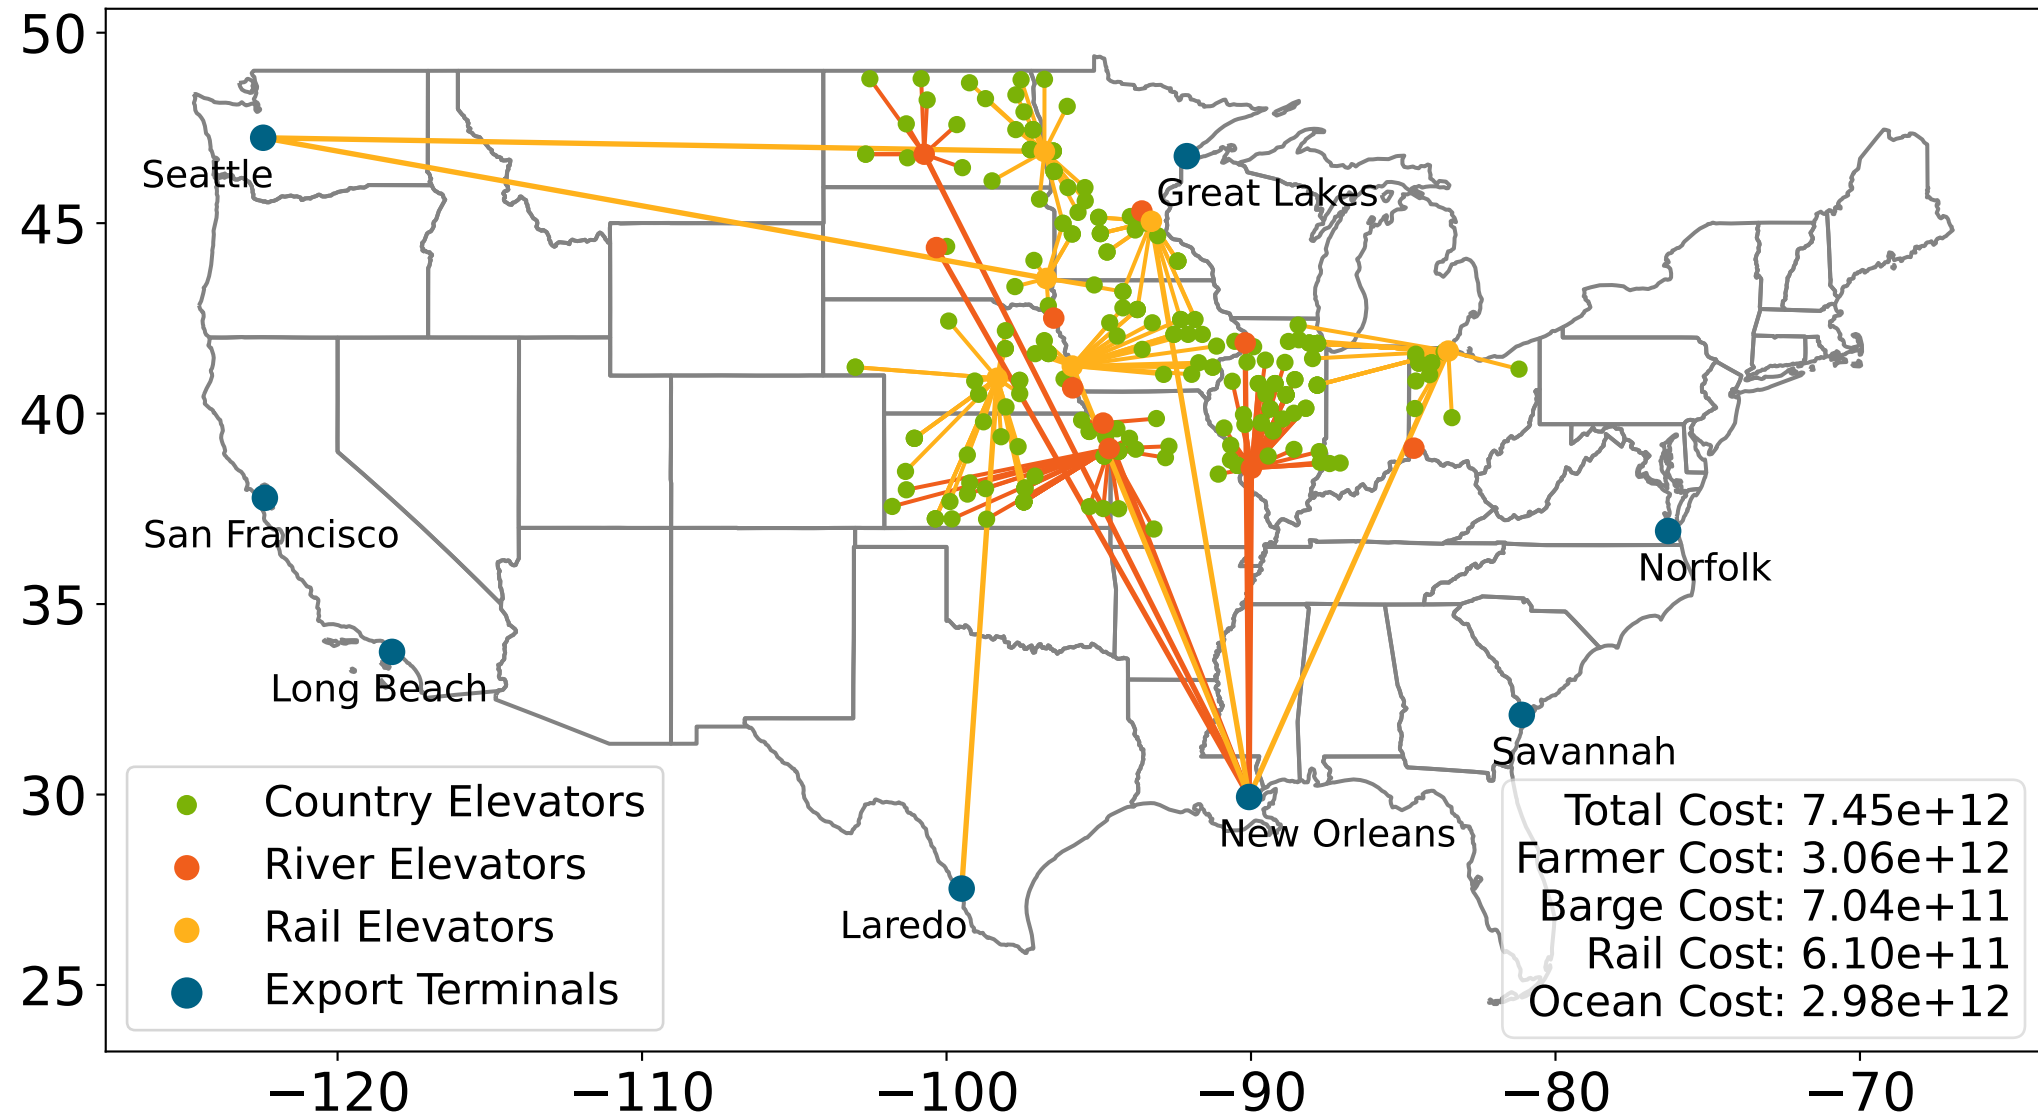 50
45
40
35
30
25
Seattle
Great Lakes
San Francisco
Norfolk
Long Beach
Savannah
New Orleans
Laredo
Country Elevators
River Elevators
Rail Elevators
Export Terminals
Total Cost: 7.45e+12
Farmer Cost: 3.06e+12
Barge Cost: 7.04e+11
Rail Cost: 6.10e+11
Ocean Cost: 2.98e+12
−120 −110 −100 −90 −80 −70